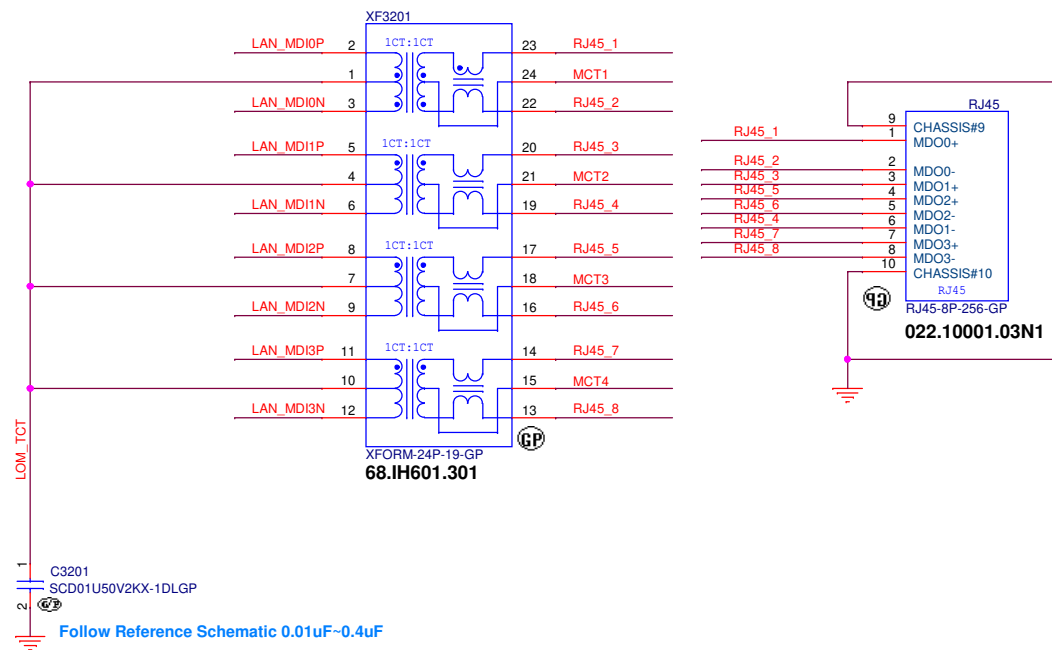 XF3201
LAN_MDI0P 2 1CT:1CT 23 RJ45_1
1 24 MCT1
LAN_MDI0N 3 22 RJ45_2
LAN_MDI1P 5 1CT:1CT 20 RJ45_3
4 21 MCT2
LAN_MDI1N 6 19 RJ45_4
LAN_MDI2P 8 1CT:1CT 17 RJ45_5
7 18 MCT3
LAN_MDI2N 9 16 RJ45_6
LAN_MDI3P 11 1CT:1CT 14 RJ45_7
10 15 MCT4
LAN_MDI3N 12 13 RJ45_8
GP
XFORM-24P-19-GP
68.IH601.301
RJ45
9 CHASSIS#9
RJ45_1 1 MDO0+
RJ45_2 2 MDO0-
RJ45_3 3 MDO1+
RJ45_5 4 MDO2+
RJ45_6 5 MDO2-
RJ45_4 6 MDO1-
RJ45_7 7 MDO3+
RJ45_8 8 MDO3-
10 CHASSIS#10
RJ45
GP
RJ45-8P-256-GP
022.10001.03N1
LOM_TCT
1
C3201
SCD01U50V2KX-1DLGP
2 GP
Follow Reference Schematic 0.01uF~0.4uF